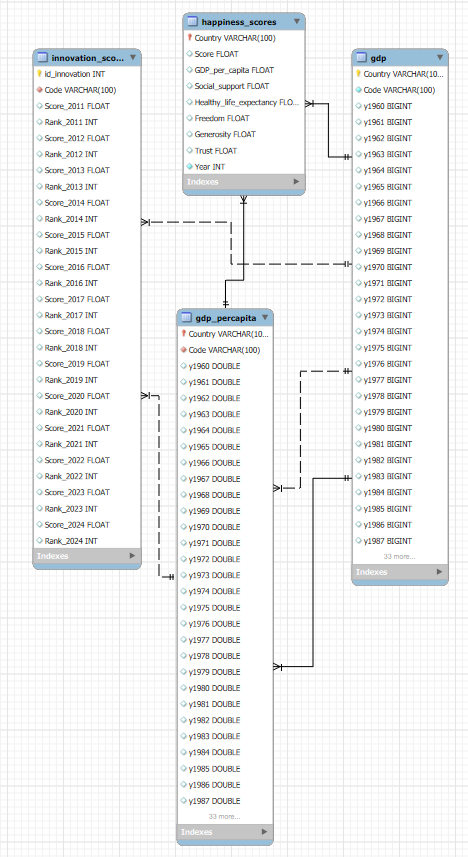 happiness_scores
Country VARCHAR(100)
Score FLOAT
GDP_per_capita FLOAT
Social_support FLOAT
Healthy_life_expectancy FLO...
Freedom FLOAT
Generosity FLOAT
Trust FLOAT
Year INT
Indexes
innovation_sco...
id_innovation INT
Code VARCHAR(100)
Score_2011 FLOAT
Rank_2011 INT
Score_2012 FLOAT
Rank_2012 INT
Score_2013 FLOAT
Rank_2013 INT
Score_2014 FLOAT
Rank_2014 INT
Score_2015 FLOAT
Rank_2015 INT
Score_2016 FLOAT
Rank_2016 INT
Score_2017 FLOAT
Rank_2017 INT
Score_2018 FLOAT
Rank_2018 INT
Score_2019 FLOAT
Rank_2019 INT
Score_2020 FLOAT
Rank_2020 INT
Score_2021 FLOAT
Rank_2021 INT
Score_2022 FLOAT
Rank_2022 INT
Score_2023 FLOAT
Rank_2023 INT
Score_2024 FLOAT
Rank_2024 INT
Indexes
gdp
Country VARCHAR(10...
Code VARCHAR(100)
y1960 BIGINT
y1961 BIGINT
y1962 BIGINT
y1963 BIGINT
y1964 BIGINT
y1965 BIGINT
y1966 BIGINT
y1967 BIGINT
y1968 BIGINT
y1969 BIGINT
y1970 BIGINT
y1971 BIGINT
y1972 BIGINT
y1973 BIGINT
y1974 BIGINT
y1975 BIGINT
y1976 BIGINT
y1977 BIGINT
y1978 BIGINT
y1979 BIGINT
y1980 BIGINT
y1981 BIGINT
y1982 BIGINT
y1983 BIGINT
y1984 BIGINT
y1985 BIGINT
y1986 BIGINT
y1987 BIGINT
33 more...
Indexes
gdp_percapita
Country VARCHAR(10...
Code VARCHAR(100)
y1960 DOUBLE
y1961 DOUBLE
y1962 DOUBLE
y1963 DOUBLE
y1964 DOUBLE
y1965 DOUBLE
y1966 DOUBLE
y1967 DOUBLE
y1968 DOUBLE
y1969 DOUBLE
y1970 DOUBLE
y1971 DOUBLE
y1972 DOUBLE
y1973 DOUBLE
y1974 DOUBLE
y1975 DOUBLE
y1976 DOUBLE
y1977 DOUBLE
y1978 DOUBLE
y1979 DOUBLE
y1980 DOUBLE
y1981 DOUBLE
y1982 DOUBLE
y1983 DOUBLE
y1984 DOUBLE
y1985 DOUBLE
y1986 DOUBLE
y1987 DOUBLE
33 more...
Indexes